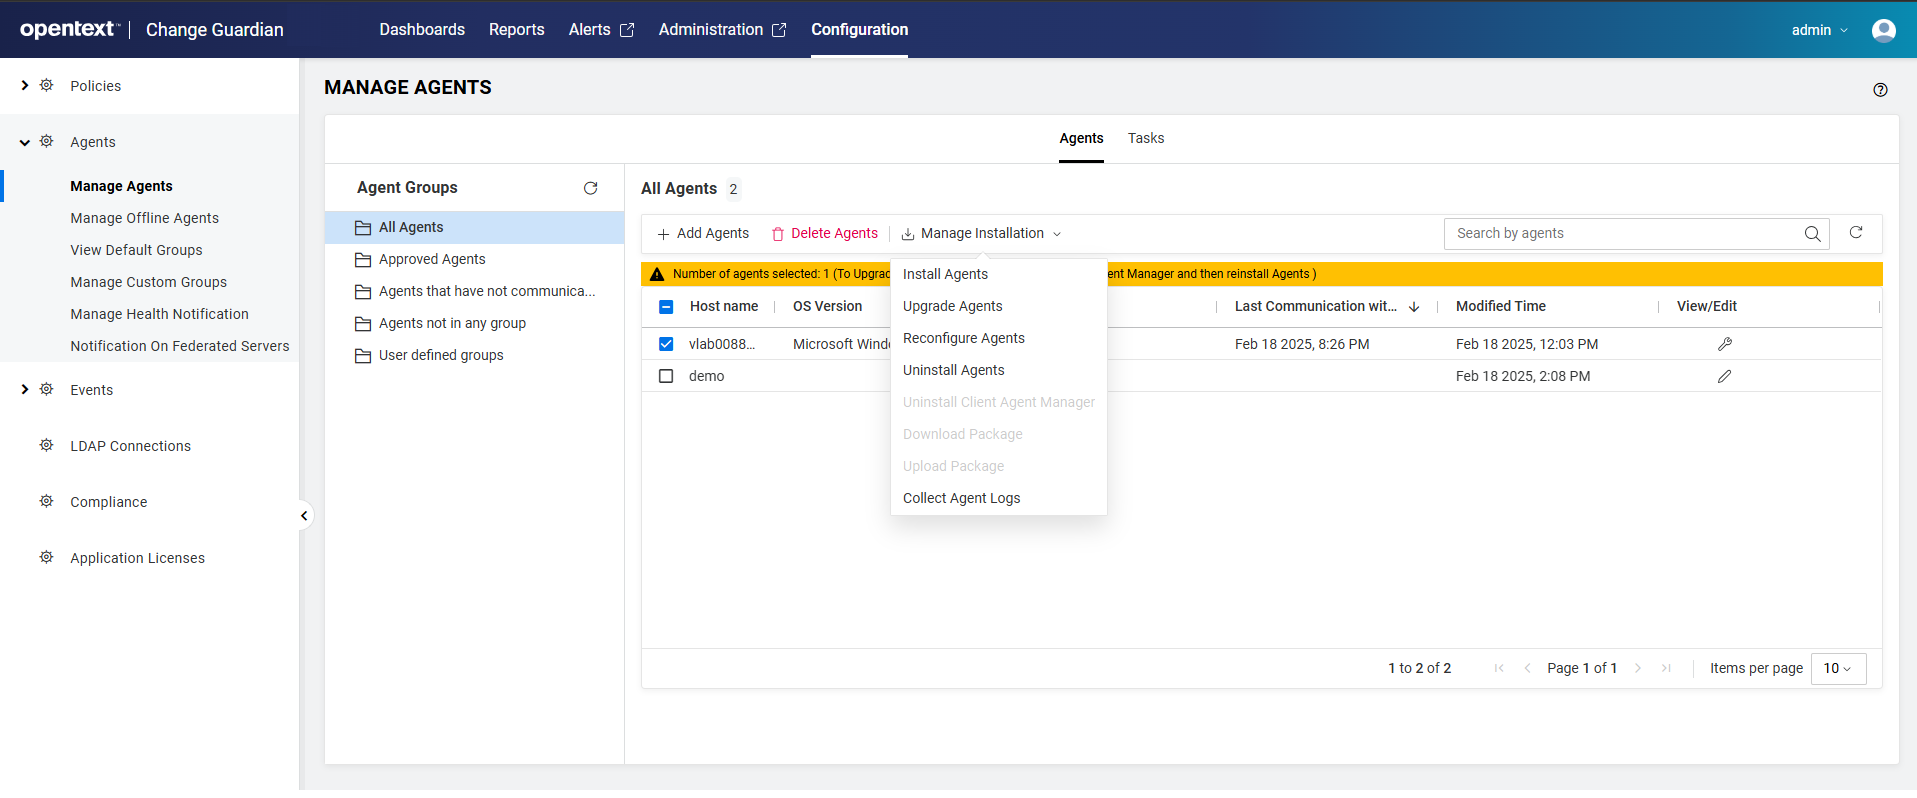 opentext™ | Change Guardian
Dashboards Reports Alerts Administration Configuration
admin
Policies
Agents
Manage Agents
Manage Offline Agents
View Default Groups
Manage Custom Groups
Manage Health Notification
Notification On Federated Servers
Events
LDAP Connections
Compliance
Application Licenses
MANAGE AGENTS
Agents Tasks
Agent Groups
All Agents
Approved Agents
Agents that have not communica...
Agents not in any group
User defined groups
All Agents 2
Add Agents Delete Agents Manage Installation
Search by agents
Number of agents selected: 1 (To Upgrad
ent Manager and then reinstall Agents )
Host name OS Version Last Communication wit... Modified Time View/Edit
vlab0088... Microsoft Wind Feb 18 2025, 8:26 PM Feb 18 2025, 12:03 PM
demo Feb 18 2025, 2:08 PM
Install Agents
Upgrade Agents
Reconfigure Agents
Uninstall Agents
Uninstall Client Agent Manager
Download Package
Upload Package
Collect Agent Logs
1 to 2 of 2 Page 1 of 1 Items per page 10